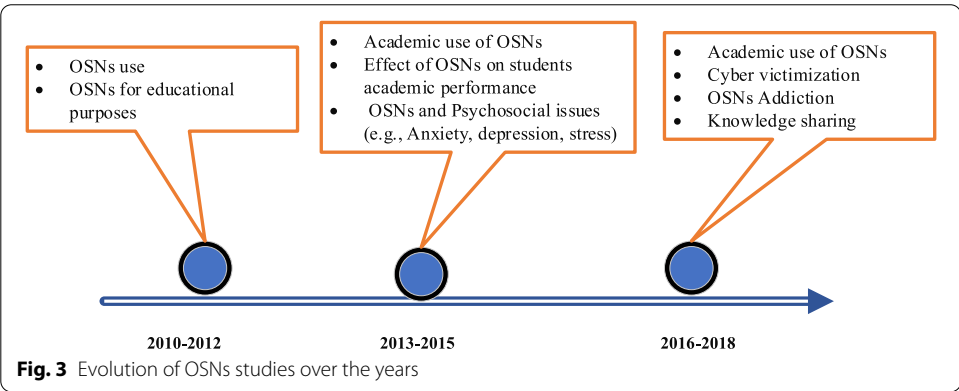 • OSNs use
• OSNs for educational
purposes
• Academic use of OSNs
• Effect of OSNs on students
academic performance
• OSNs and Psychosocial issues
(e.g., Anxiety, depression, stress)
• Academic use of OSNs
• Cyber victimization
• OSNs Addiction
• Knowledge sharing
2010-2012
2013-2015
2016-2018
Fig. 3 Evolution of OSNs studies over the years